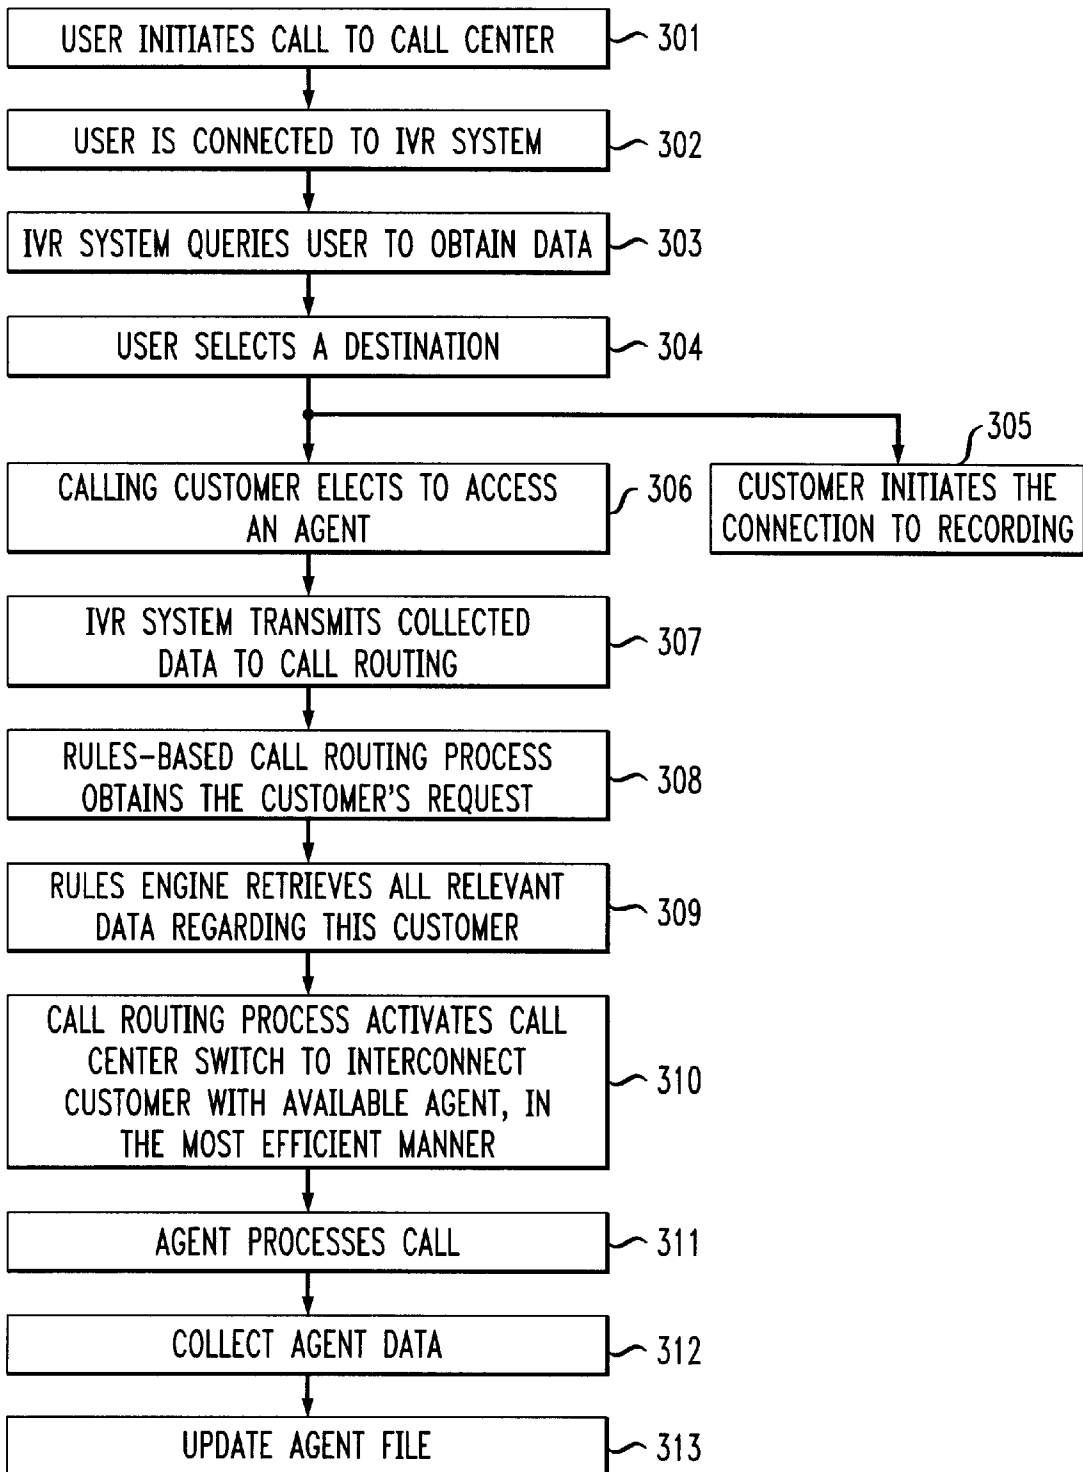 USER INITIATES CALL TO CALL CENTER
301
USER IS CONNECTED TO IVR SYSTEM
302
IVR SYSTEM QUERIES USER TO OBTAIN DATA
303
USER SELECTS A DESTINATION
304
305
CUSTOMER INITIATES THE
CONNECTION TO RECORDING
CALLING CUSTOMER ELECTS TO ACCESS
AN AGENT
306
IVR SYSTEM TRANSMITS COLLECTED
DATA TO CALL ROUTING
307
RULES-BASED CALL ROUTING PROCESS
OBTAINS THE CUSTOMER'S REQUEST
308
RULES ENGINE RETRIEVES ALL RELEVANT
DATA REGARDING THIS CUSTOMER
309
CALL ROUTING PROCESS ACTIVATES CALL
CENTER SWITCH TO INTERCONNECT
CUSTOMER WITH AVAILABLE AGENT, IN
THE MOST EFFICIENT MANNER
310
AGENT PROCESSES CALL
311
COLLECT AGENT DATA
312
UPDATE AGENT FILE
313